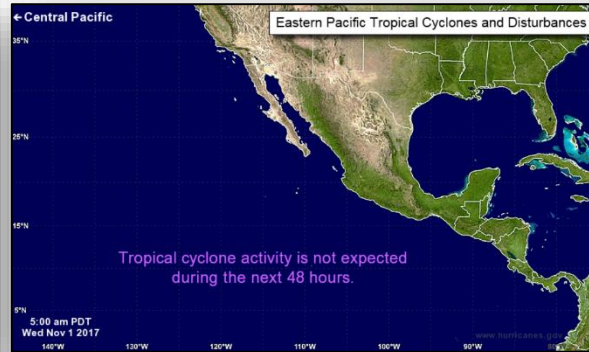 ←Central Pacific
Eastern Pacific Tropical Cyclones and Disturbances
35°N
25°N
15°N
5°N
Tropical cyclone activity is not expected
during the next 48 hours.
5:00 am PDT
Wed Nov 1 2017
www.hurricanes.gov
140°W
130°W
120°W
110°W
100°W
90°W